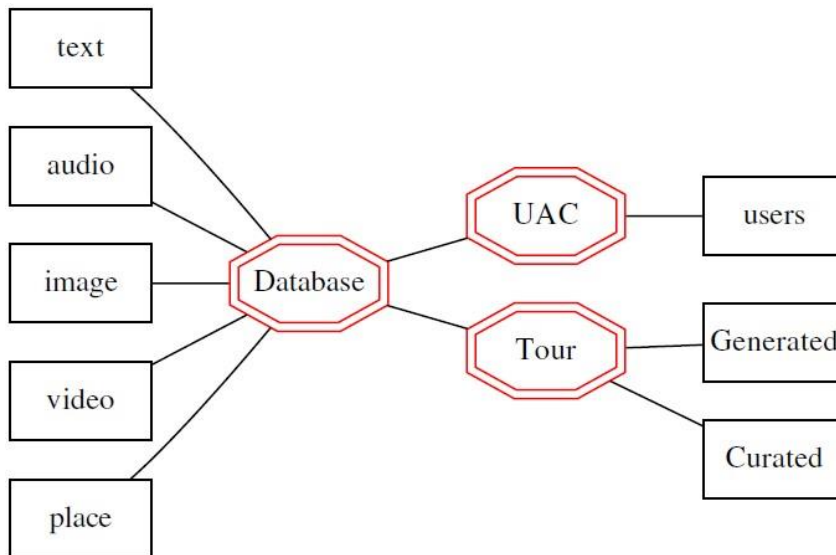 text
audio
image
video
place
Database
UAC
Tour
users
Generated
Curated